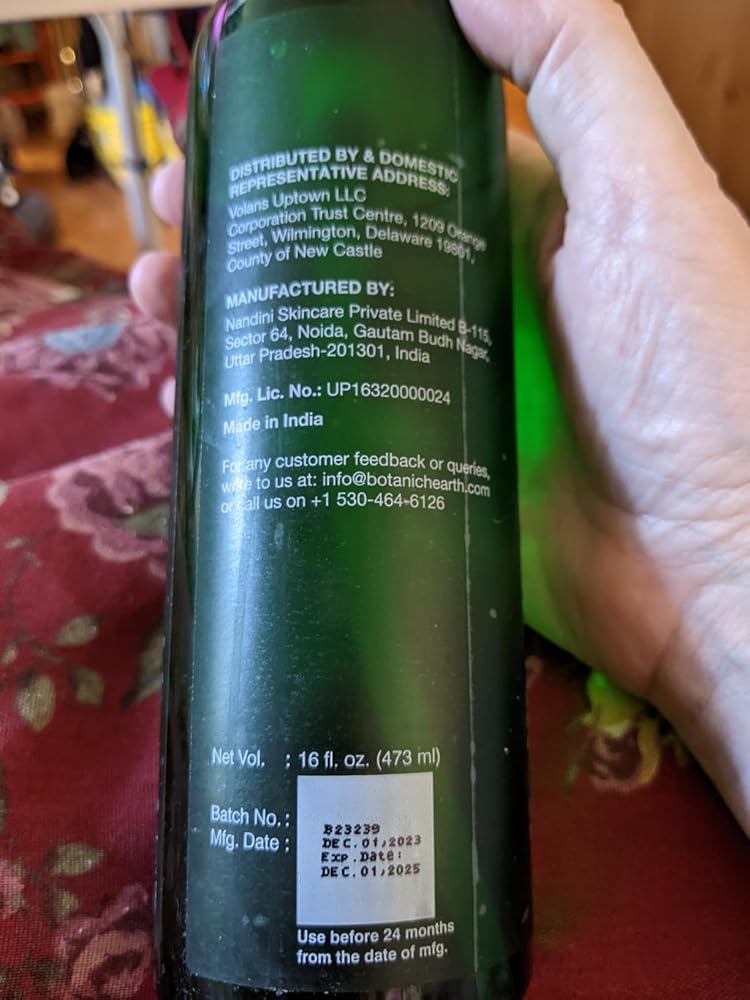 DISTRIBUTED BY & DOMESTIC
REPRESENTATIVE ADDRESS:
Volans Uptown LLC
Corporation Trust Centre, 1209 Orange
Street, Wilmington, Delaware 19801,
County of New Castle
MANUFACTURED BY:
Nandini Skincare Private Limited B-115,
Sector 64, Noida, Gautam Budh Nagar,
Uttar Pradesh-201301, India
Mfg. Lic. No.: UP16320000024
Made in India
For any customer feedback or queries,
write to us at: info@botanichearth.com
or call us on +1 530-464-6126
Net Vol. : 16 fl. oz. (473 ml)
Batch No. : B23239
Mfg. Date : DEC.01,2023
Exp.Date:
DEC.01,2025
Use before 24 months
from the date of mfg.